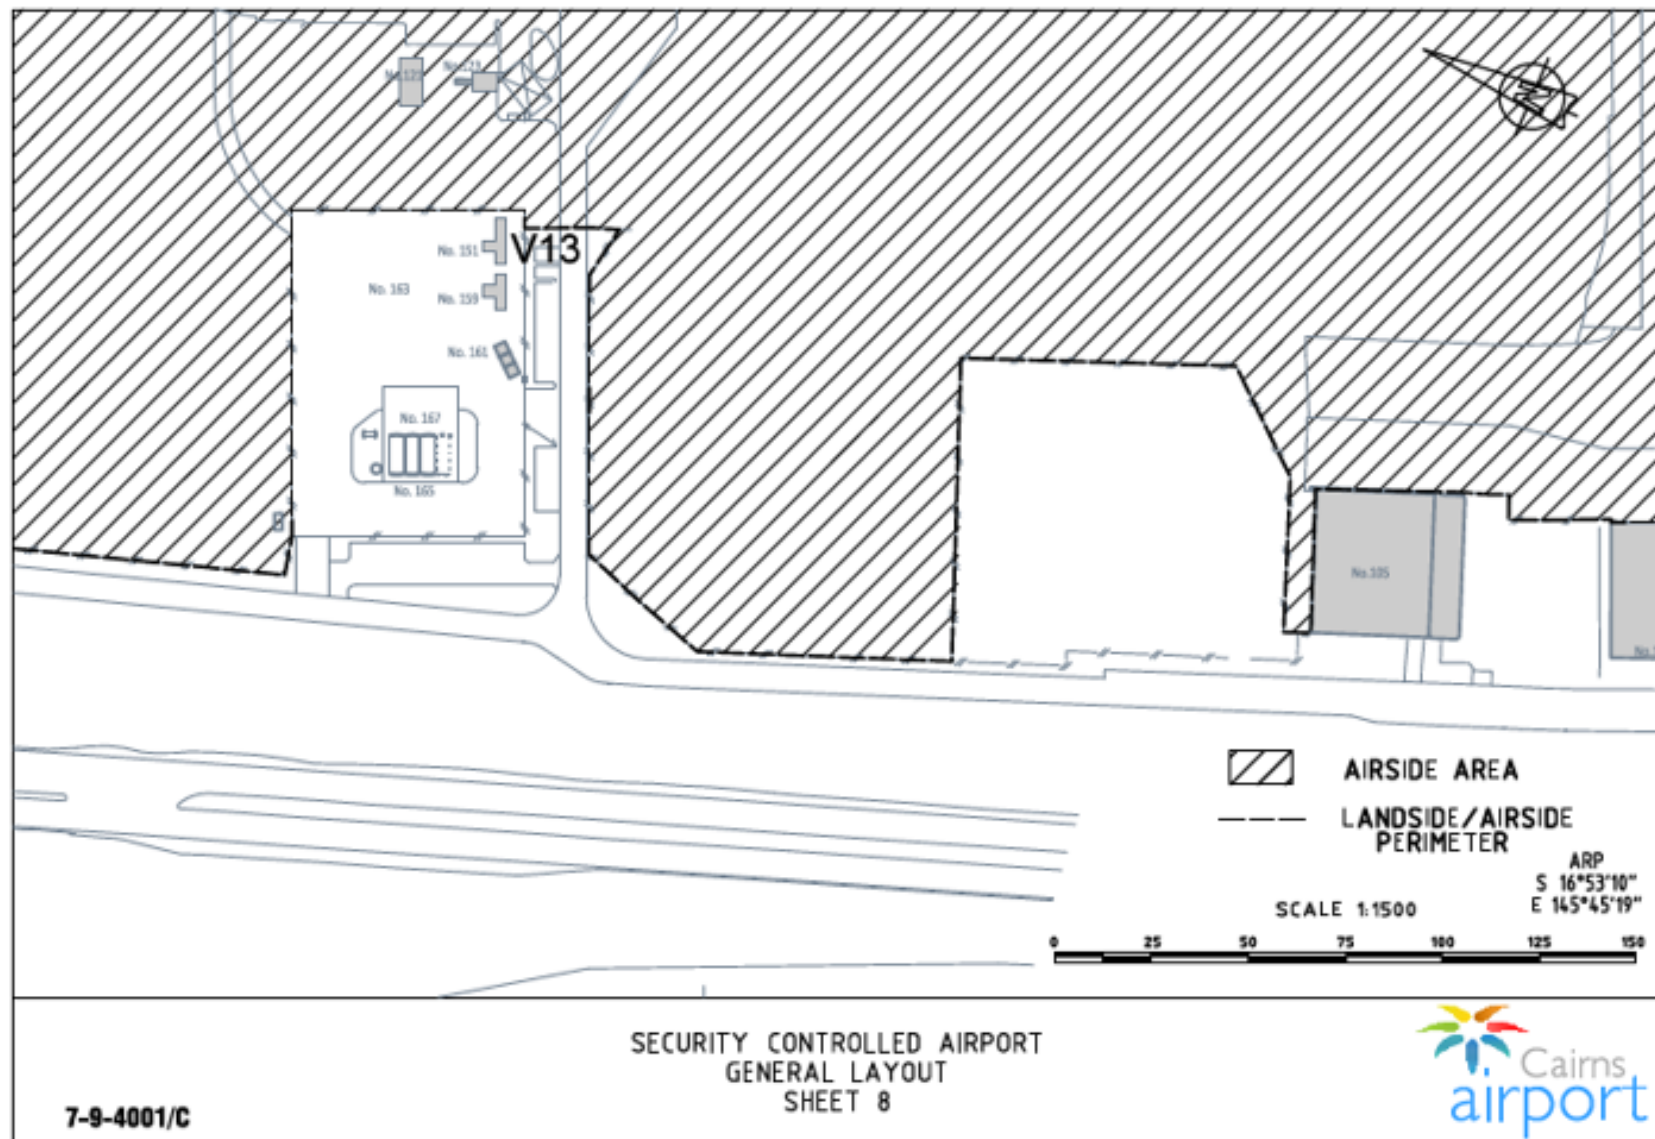 No.123
No. 151
V13
No. 163
No. 159
No. 161
No. 167
No. 165
No.105
AIRSIDE AREA
LANDSIDE/AIRSIDE
PERIMETER
ARP
S 16°53'10"
E 145°45'19"
SCALE 1:1500
0 25 50 75 100 125 150
SECURITY CONTROLLED AIRPORT
GENERAL LAYOUT
SHEET 8
7-9-4001/C
Cairns
airport